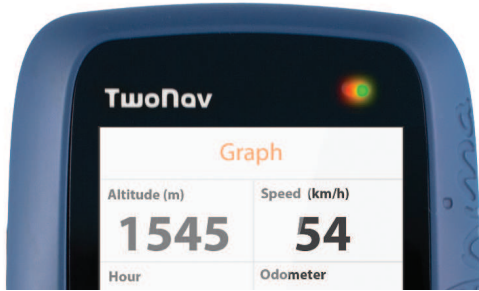 TwoNav
Graph
Altitude (m) Speed (km/h)
1545 54
Hour Odometer